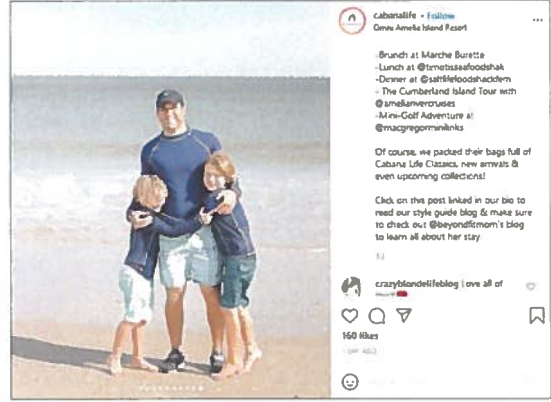 cabanalife • Follow
Omni Amelia Island Resort
-Brunch at Marche Burette
-Lunch at @timotisseafoodshak
-Dinner at @saltlifefoodshackfern
- The Cumberland Island Tour with
@ameliarivercruises
-Mini-Golf Adventure at
@macgregorminilinks
Of course, we packed their bags full of
Cabana Life Classics, new arrivals &
even upcoming collections!
Click on this post linked in our bio to
read our style guide blog & make sure
to check out @beyondfitmom's blog
to learn all about her stay.
crazyblondelifeblog Love all of
160 likes